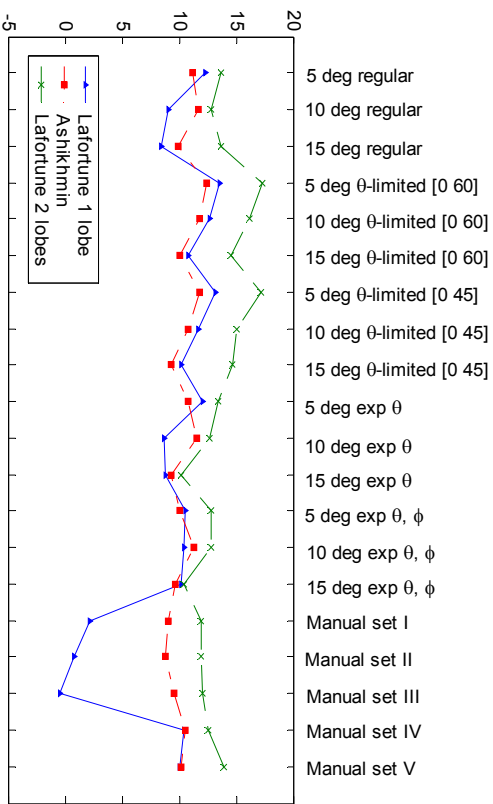 -5
0
5
10
15
20
5 deg regular
10 deg regular
15 deg regular
5 deg θ-limited [0 60]
10 deg θ-limited [0 60]
15 deg θ-limited [0 60]
5 deg θ-limited [0 45]
10 deg θ-limited [0 45]
15 deg θ-limited [0 45]
5 deg exp θ
10 deg exp θ
15 deg exp θ
5 deg exp θ, ϕ
10 deg exp θ, ϕ
15 deg exp θ, ϕ
Manual set I
Manual set II
Manual set III
Manual set IV
Manual set V
Lafortune 1 lobe
Ashikhmin
Lafortune 2 lobes